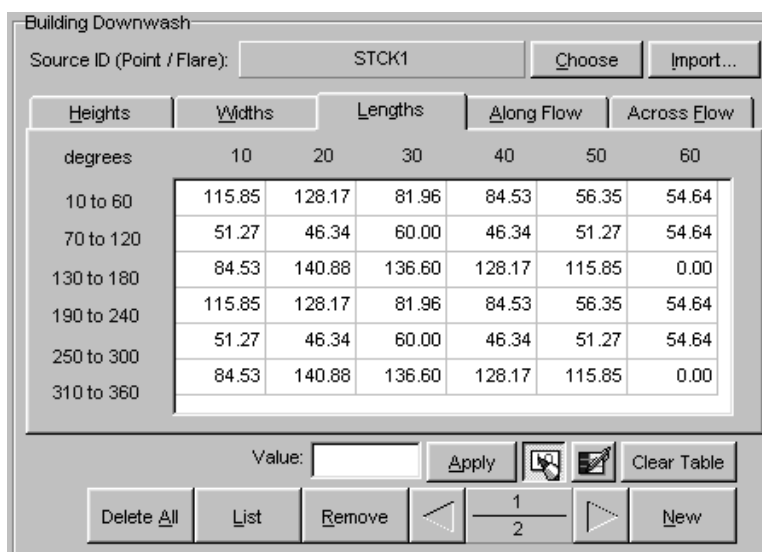 Building Downwash
Source ID (Point / Flare): STCK1 Choose Import...
Heights Widths Lengths Along Flow Across Flow
degrees 10 20 30 40 50 60
10 to 60 115.85 128.17 81.96 84.53 56.35 54.64
70 to 120 51.27 46.34 60.00 46.34 51.27 54.64
130 to 180 84.53 140.88 136.60 128.17 115.85 0.00
190 to 240 115.85 128.17 81.96 84.53 56.35 54.64
250 to 300 51.27 46.34 60.00 46.34 51.27 54.64
310 to 360 84.53 140.88 136.60 128.17 115.85 0.00
Value: Apply Clear Table
Delete All List Remove 1 New
2